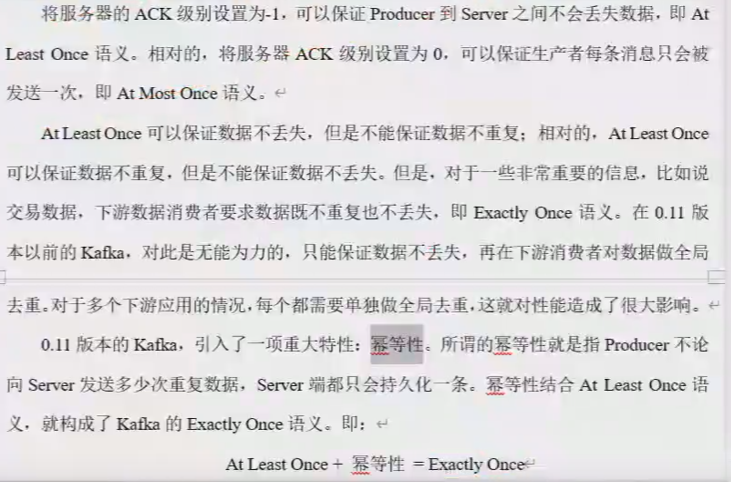 将服务器的 ACK 级别设置为-1，可以保证 Producer 到 Server 之间不会丢失数据，即 At
Least Once 语义。相对的，将服务器 ACK 级别设置为 0，可以保证生产者每条消息只会被
发送一次，即 At Most Once 语义。
At Least Once 可以保证数据不丢失，但是不能保证数据不重复；相对的，At Least Once
可以保证数据不重复，但是不能保证数据不丢失。但是，对于一些非常重要的信息，比如说
交易数据，下游数据消费者要求数据既不重复也不丢失，即 Exactly Once 语义。在 0.11 版
本以前的 Kafka，对此是无能为力的，只能保证数据不丢失，再在下游消费者对数据做全局
去重。对于多个下游应用的情况，每个都需要单独做全局去重，这就对性能造成了很大影响。
0.11 版本的 Kafka，引入了一项重大特性：幂等性。所谓的幂等性就是指 Producer 不论
向 Server 发送多少次重复数据，Server 端都只会持久化一条。幂等性结合 At Least Once 语
义，就构成了 Kafka 的 Exactly Once 语义。即：
At Least Once + 幂等性 = Exactly Once